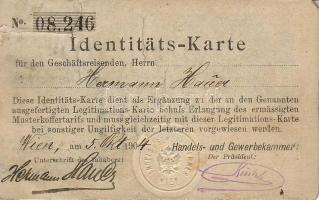 No. 08.246
Identitäts-Karte
für den Geschäftsreisenden, Herrn
Hermann Hauer
Diese Identitäts-Karte dient als Ergänzung zu der an den Genannten
ausgefertigten Legitimations-Karte behufs Erlangung des ermässigten
Musterkoffertarifs und muss gleichzeitig mit dieser Legitimations-Karte
bei sonstiger Ungiltigkeit der letzteren vorgewiesen werden.
Wien, am 5. Okt. 1904
Handels- und Gewerbekammer:
Unterschrift des Inhabers:
Der Präsident:
Hermann Hauer